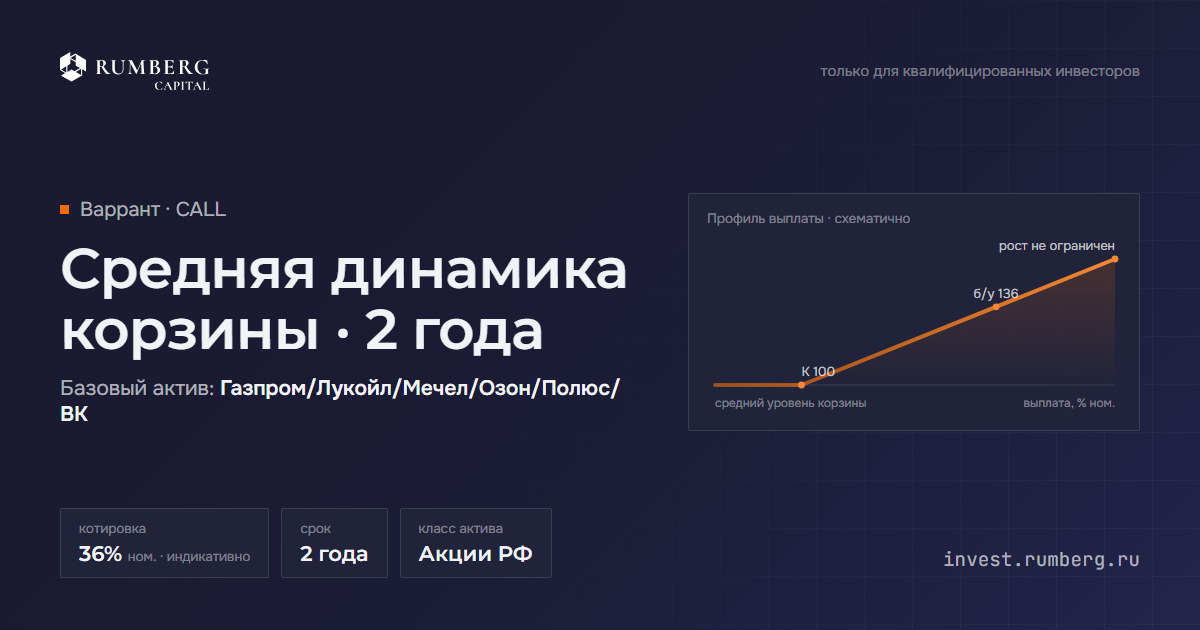 RUMBERG
CAPITAL
только для квалифицированных инвесторов
Варрант · CALL
Средняя динамика
корзины · 2 года
Базовый актив: Газпром/Лукойл/Мечел/Озон/Полюс/
ВК
Профиль выплаты · схематично
рост не ограничен
б/у 136
К 100
средний уровень корзины
выплата, % ном.
котировка
36% ном. · индикативно
срок
2 года
класс актива
Акции РФ
invest.rumberg.ru